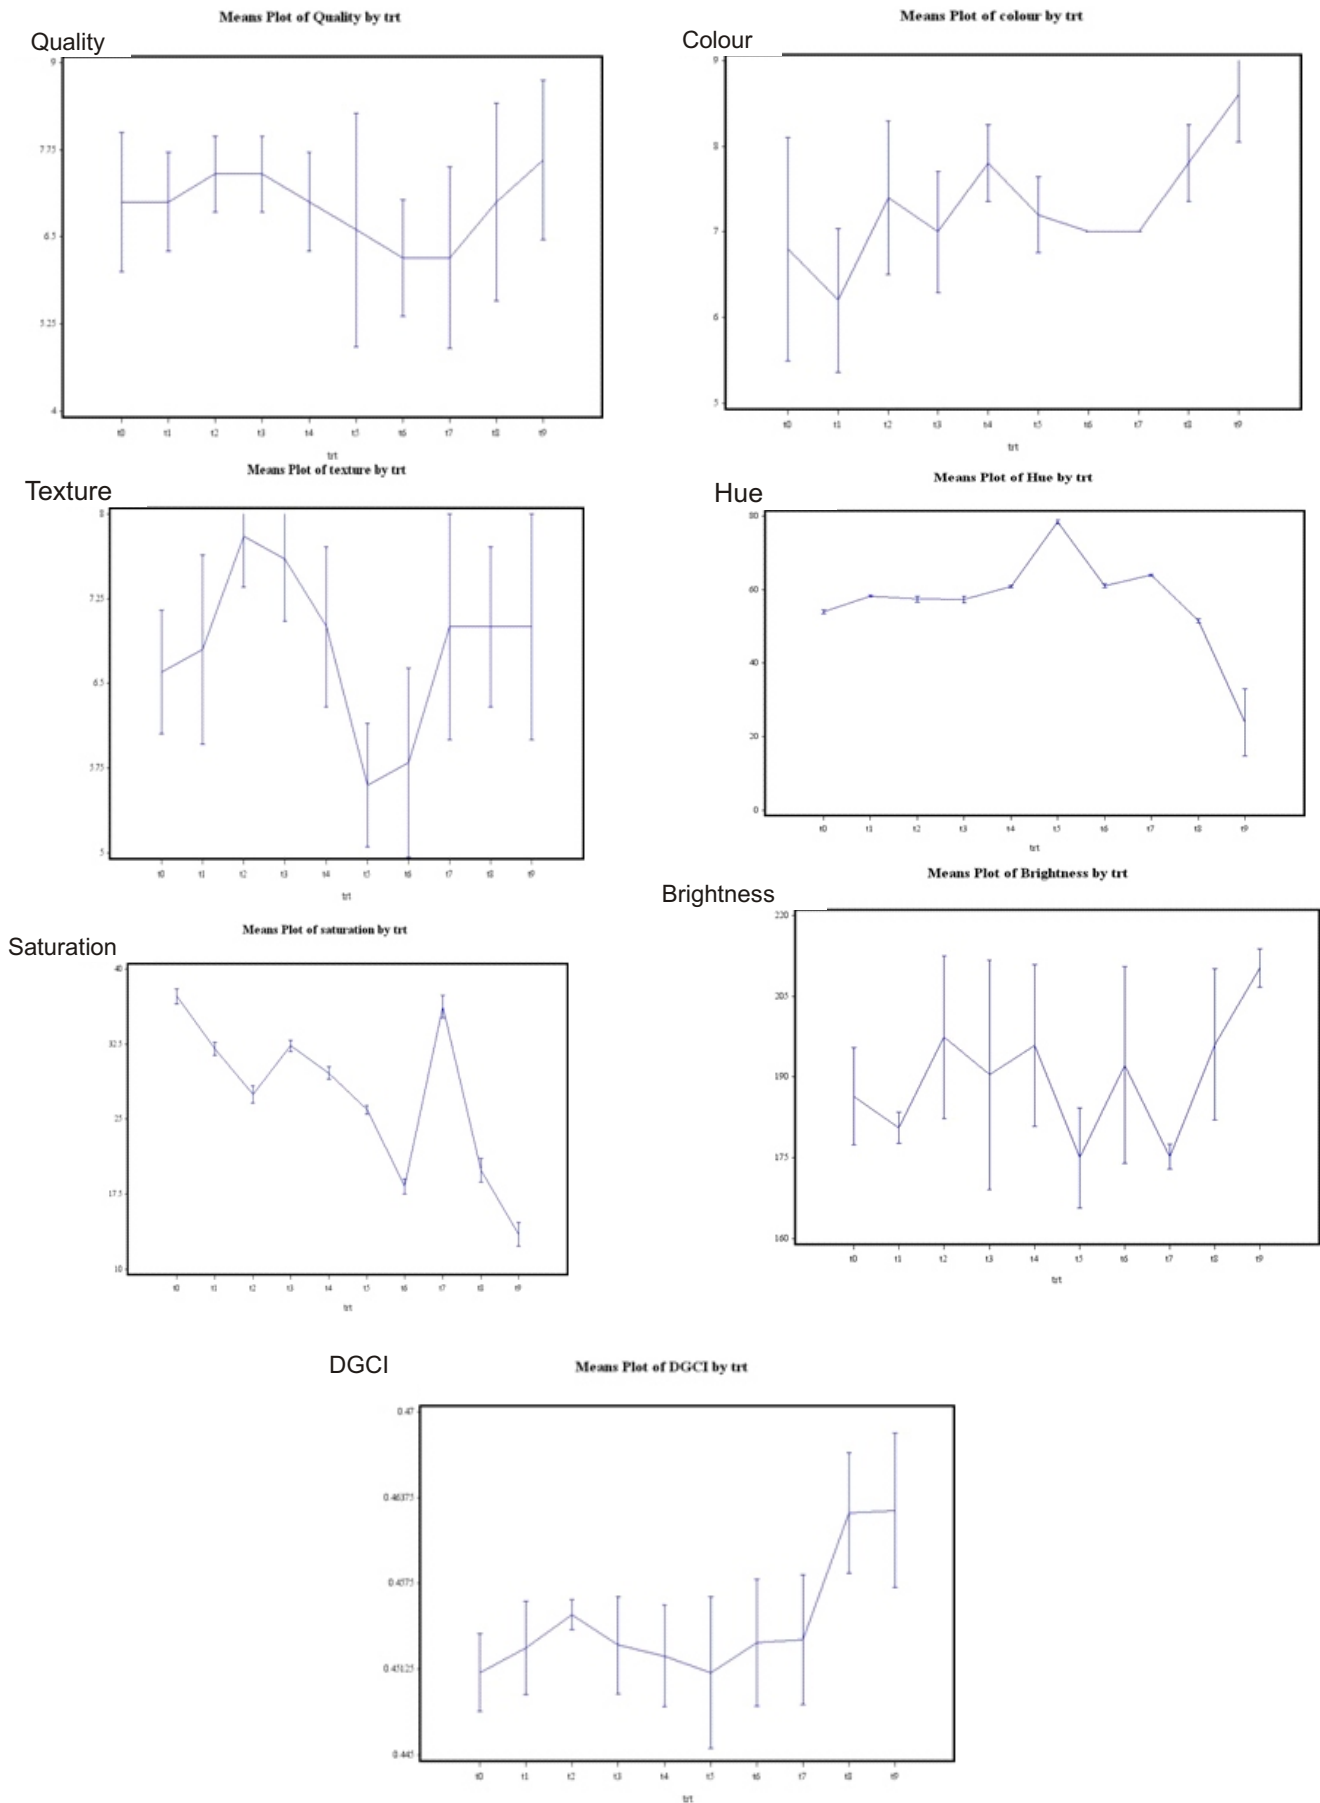 Means Plot of Quality by trt
Quality
9
7.75
6.5
5.25
4
t0 t1 t2 t3 t4 t5 t6 t7 t8 t9
trt
Means Plot of colour by trt
Colour
9
8
7
6
5
t0 t1 t2 t3 t4 t5 t6 t7 t8 t9
trt
Means Plot of texture by trt
Texture
8
7.25
6.5
5.75
5
t0 t1 t2 t3 t4 t5 t6 t7 t8 t9
trt
Means Plot of Hue by trt
Hue
80
60
40
20
0
t0 t1 t2 t3 t4 t5 t6 t7 t8 t9
trt
Means Plot of saturation by trt
Saturation
40
32.5
25
17.5
10
t0 t1 t2 t3 t4 t5 t6 t7 t8 t9
trt
Means Plot of Brightness by trt
Brightness
220
205
190
175
160
t0 t1 t2 t3 t4 t5 t6 t7 t8 t9
trt
DGCI
Means Plot of DGCI by trt
0.47
0.46375
0.4575
0.45125
0.445
t0 t1 t2 t3 t4 t5 t6 t7 t8 t9
trt